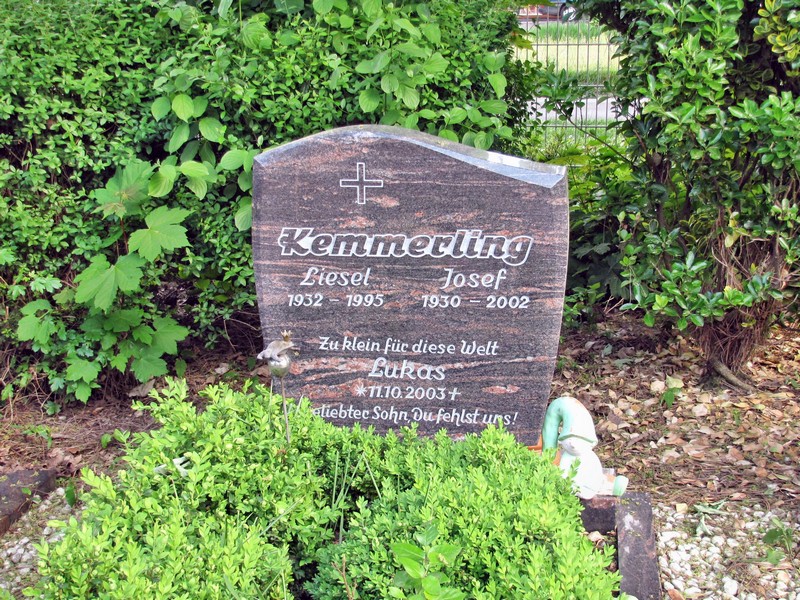 Kemmerling
Liesel Josef
1932 - 1995 1930 - 2002
Zu klein für diese Welt
Lukas
*11.10.2003+
Sohn, Du fehlst uns!